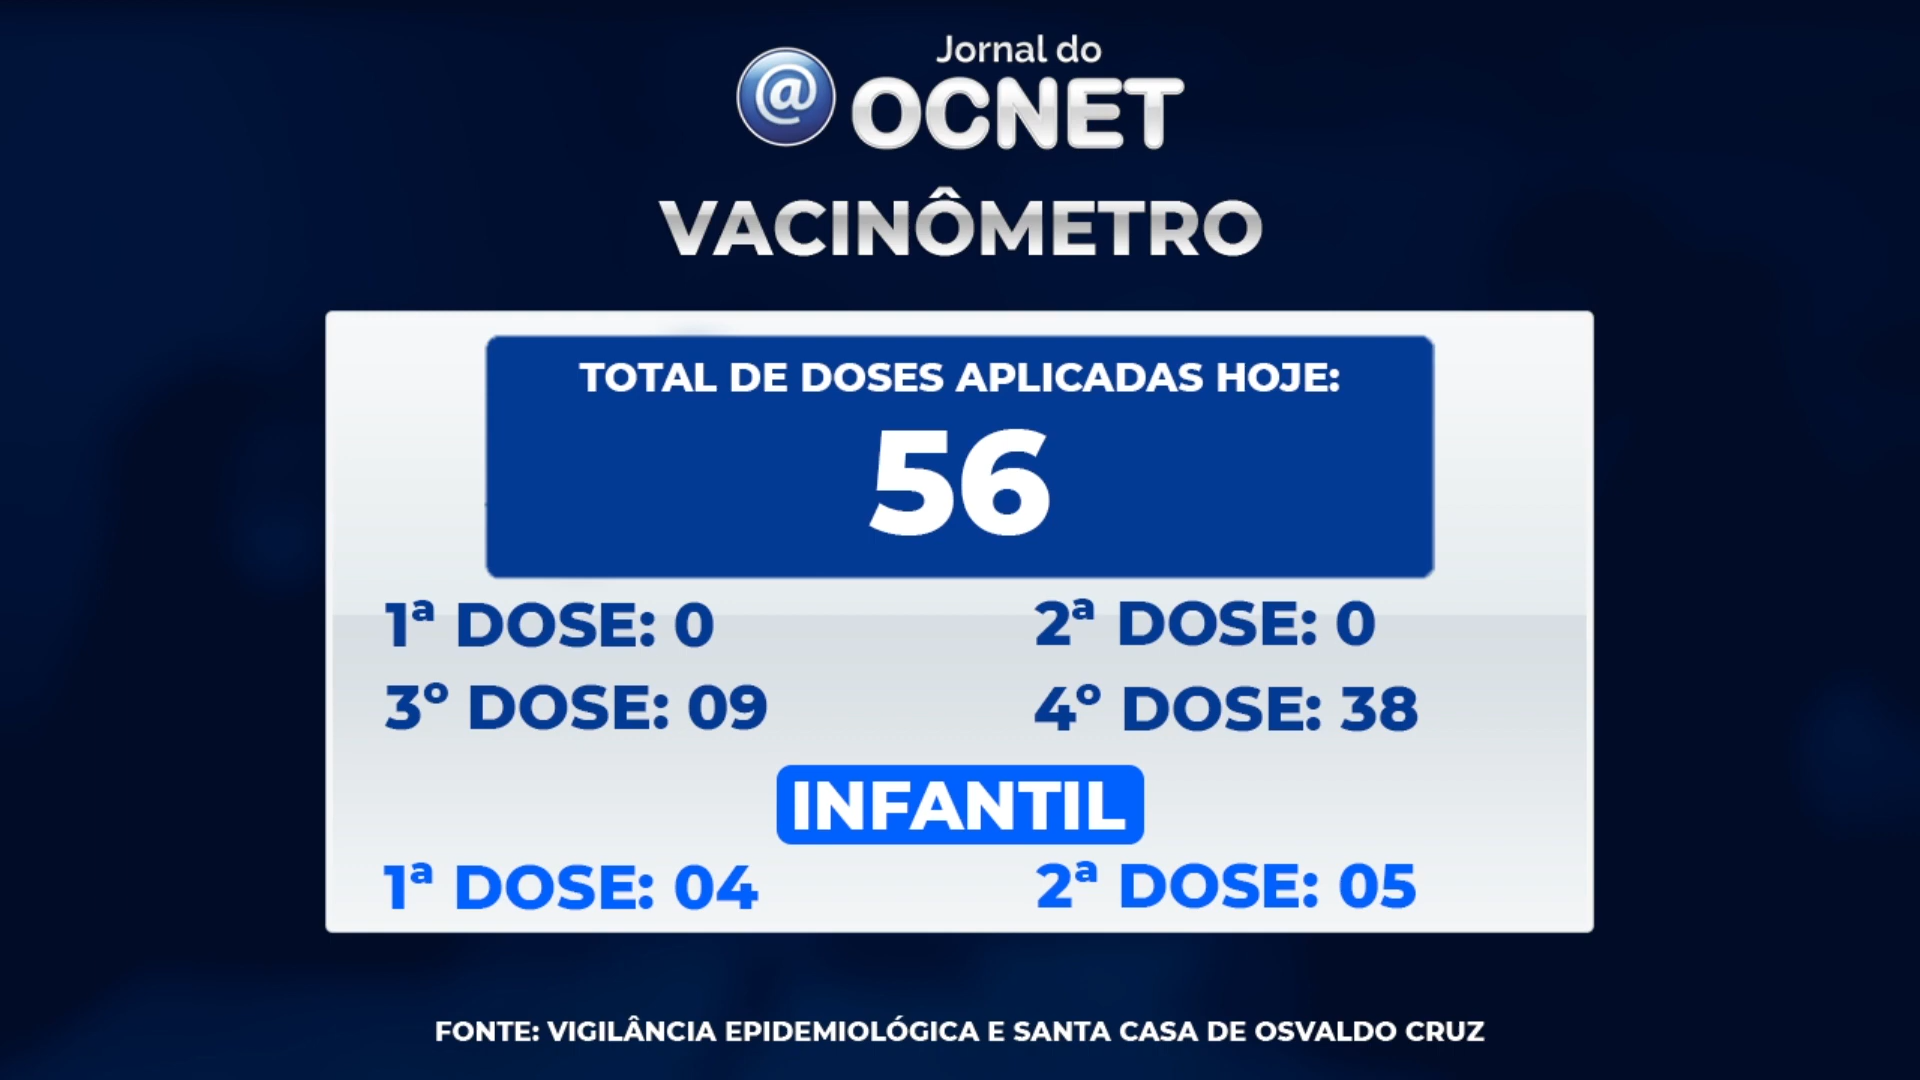 Jornal do
@ OCNET
VACINÔMETRO
TOTAL DE DOSES APLICADAS HOJE:
56
1ª DOSE: 0
2ª DOSE: 0
3º DOSE: 09
4º DOSE: 38
INFANTIL
1ª DOSE: 04
2ª DOSE: 05
FONTE: VIGILÂNCIA EPIDEMIOLÓGICA E SANTA CASA DE OSVALDO CRUZ